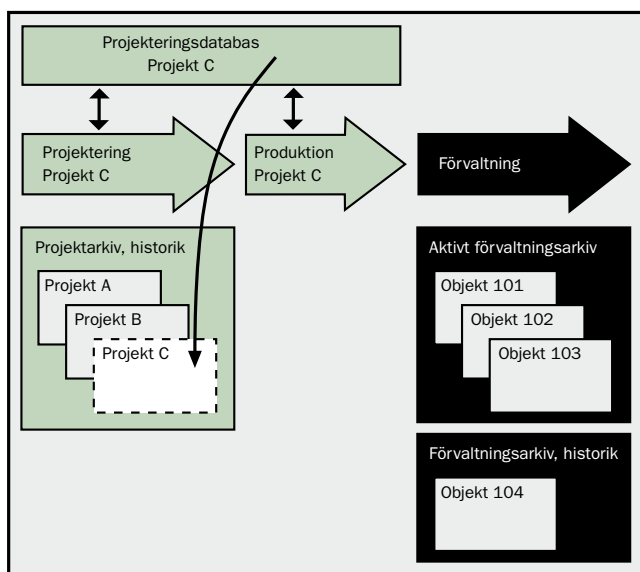 Projekteringsdatabas
Projekt C
Projektering
Projekt C
Produktion
Projekt C
Förvaltning
Projektarkiv, historik
Projekt A
Projekt B
Projekt C
Aktivt förvaltningsarkiv
Objekt 101
Objekt 102
Objekt 103
Förvaltningsarkiv, historik
Objekt 104